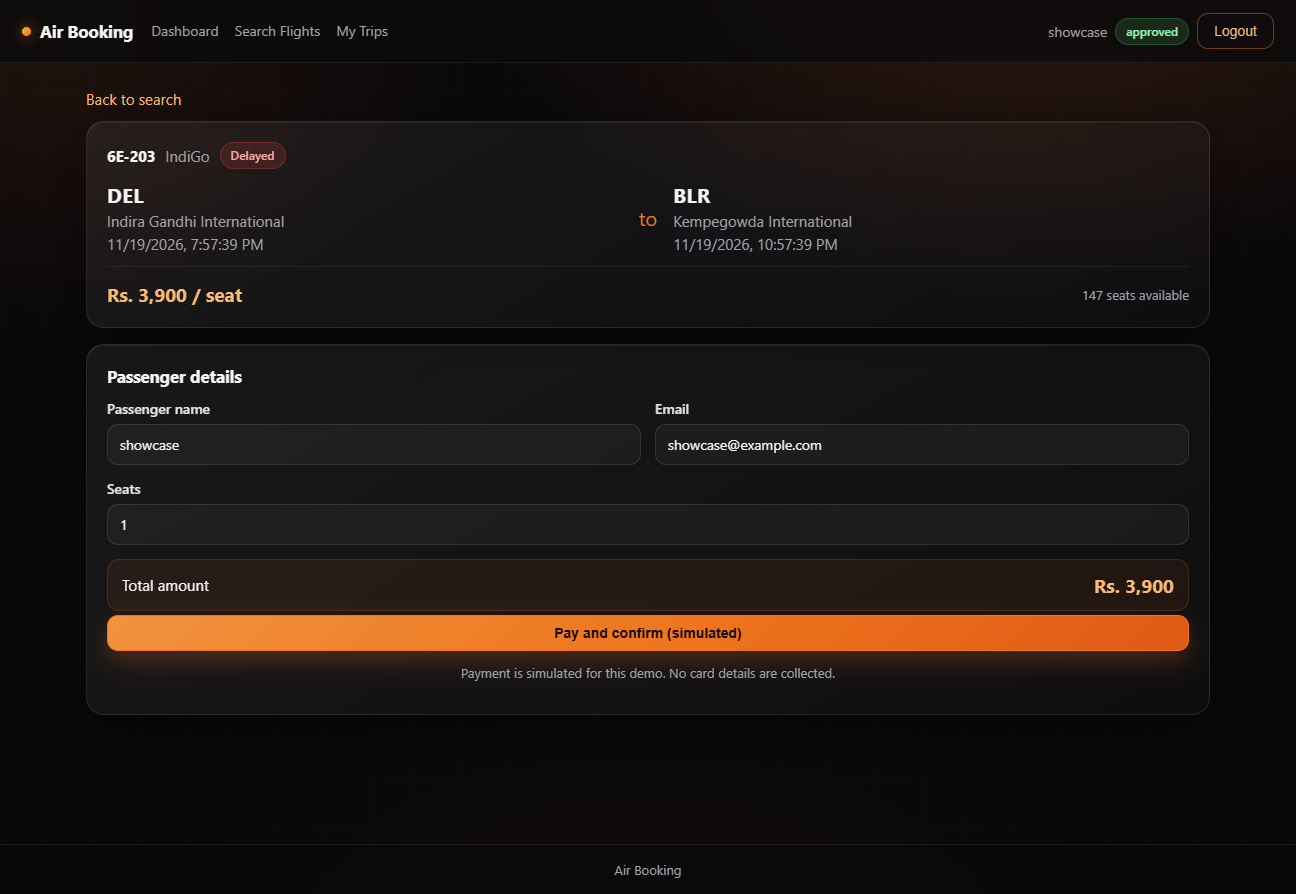 Air Booking Dashboard Search Flights My Trips showcase approved Logout
Back to search
6E-203 IndiGo Delayed
DEL
Indira Gandhi International
11/19/2026, 7:57:39 PM
to
BLR
Kempegowda International
11/19/2026, 10:57:39 PM
Rs. 3,900 / seat 147 seats available
Passenger details
Passenger name
showcase
Email
showcase@example.com
Seats
1
Total amount Rs. 3,900
Pay and confirm (simulated)
Payment is simulated for this demo. No card details are collected.
Air Booking